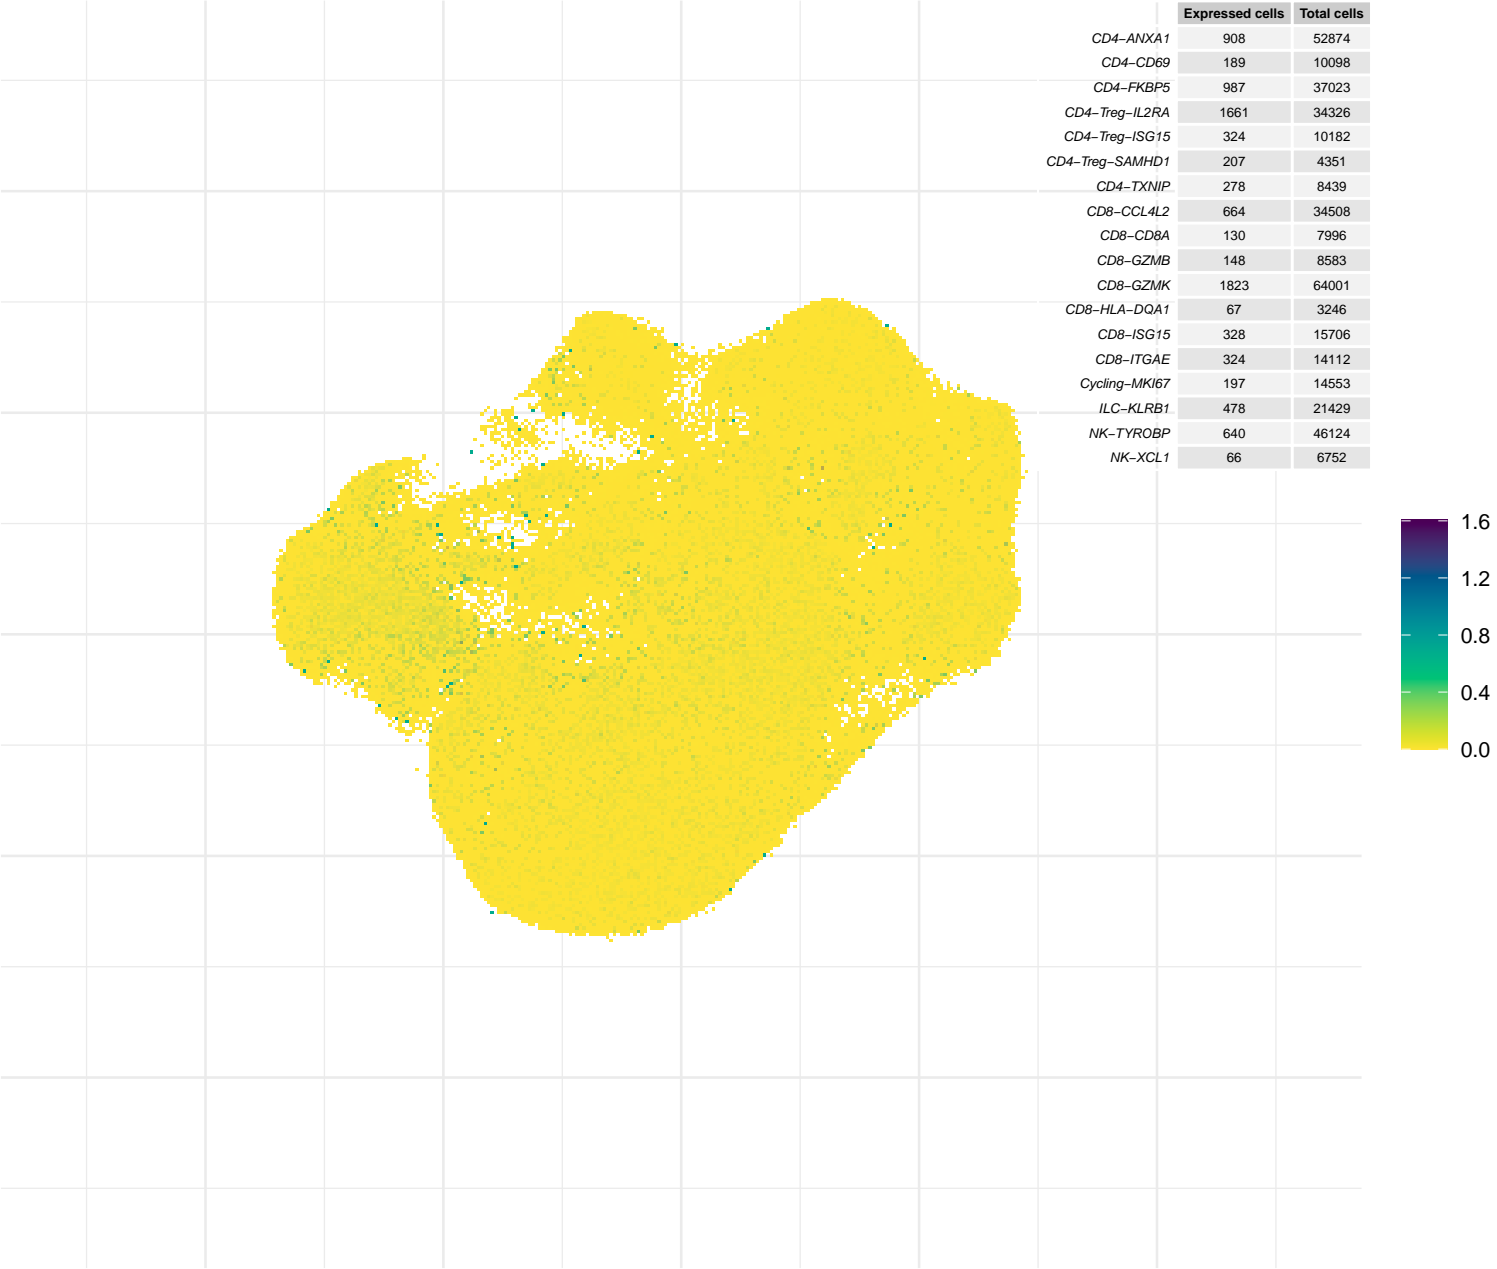 Expressed cells Total cells
CD4−ANXA1 908 52874
CD4−CD69 189 10098
CD4−FKBP5 987 37023
CD4−Treg−IL2RA 1661 34326
CD4−Treg−ISG15 324 10182
CD4−Treg−SAMHD1 207 4351
CD4−TXNIP 278 8439
CD8−CCL4L2 664 34508
CD8−CD8A 130 7996
CD8−GZMB 148 8583
CD8−GZMK 1823 64001
CD8−HLA−DQA1 67 3246
CD8−ISG15 328 15706
CD8−ITGAE 324 14112
Cycling−MKI67 197 14553
ILC−KLRB1 478 21429
NK−TYROBP 640 46124
NK−XCL1 66 6752
1.6
1.2
0.8
0.4
0.0